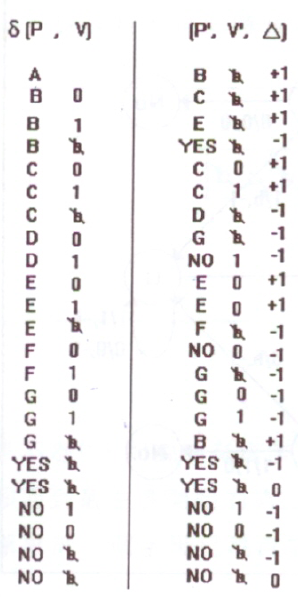 δ (P , V) (P', V', △)
A B ƀ +1
B 0 C ƀ +1
B 1 E ƀ +1
B ƀ YES ƀ -1
C 0 C 0 +1
C 1 C 1 +1
C ƀ D ƀ -1
D 0 G ƀ -1
D 1 NO 1 -1
E 0 E 0 +1
E 1 E 0 +1
E ƀ F ƀ -1
F 0 NO 0 -1
F 1 G ƀ -1
G 0 G 0 -1
G 1 G 1 -1
G ƀ B ƀ +1
YES ƀ YES ƀ -1
YES ƀ YES ƀ 0
NO 1 NO 1 -1
NO 0 NO 0 -1
NO ƀ NO ƀ -1
NO ƀ NO ƀ 0